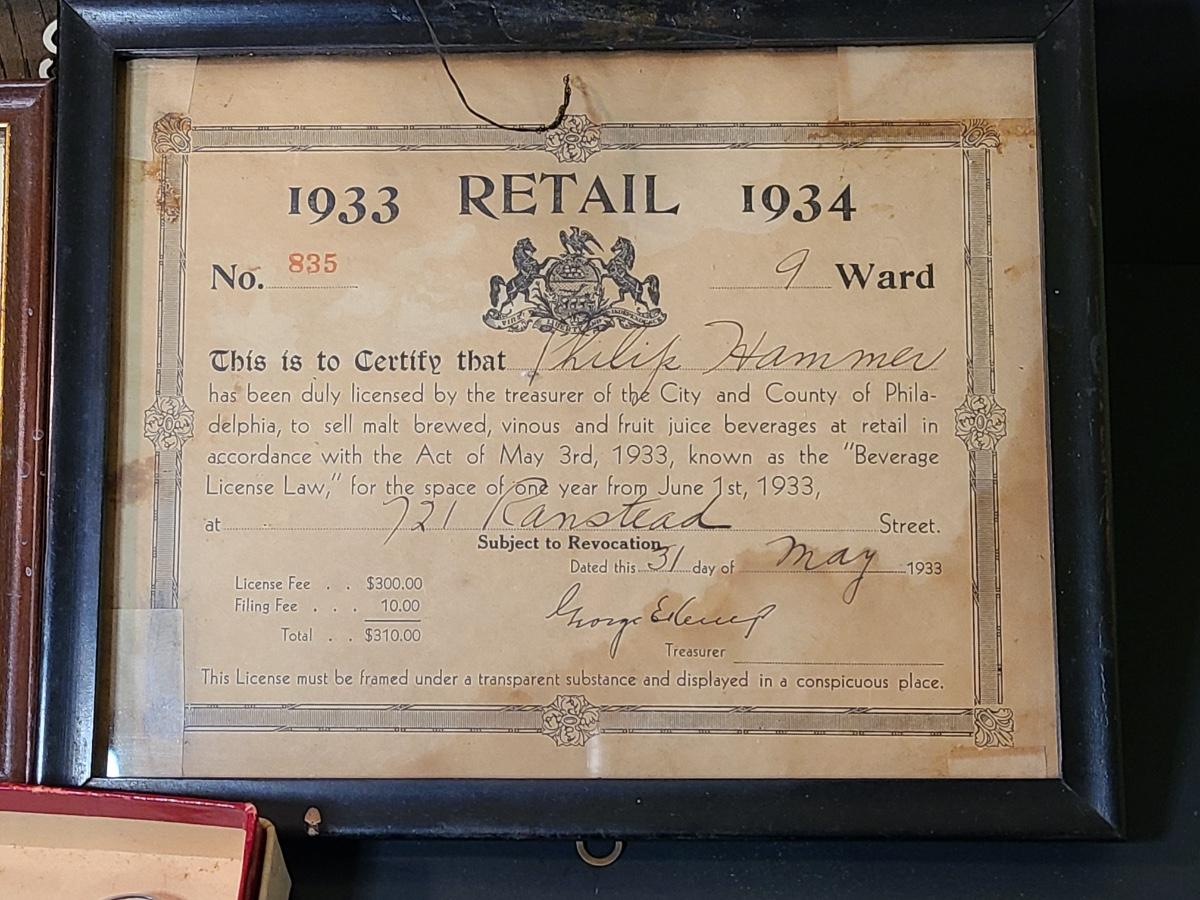 1933 RETAIL 1934
No. 835 9 Ward
This is to Certify that Philip Hammer
has been duly licensed by the treasurer of the City and County of Phila-
delphia, to sell malt brewed, vinous and fruit juice beverages at retail in
accordance with the Act of May 3rd, 1933, known as the "Beverage
License Law," for the space of one year from June 1st, 1933,
at 721 Ranstead Street.
Subject to Revocation
Dated this 31 day of May 1933
License Fee . . $300.00
Filing Fee . . . 10.00
Total . . $310.00
George
Treasurer
This License must be framed under a transparent substance and displayed in a conspicuous place.